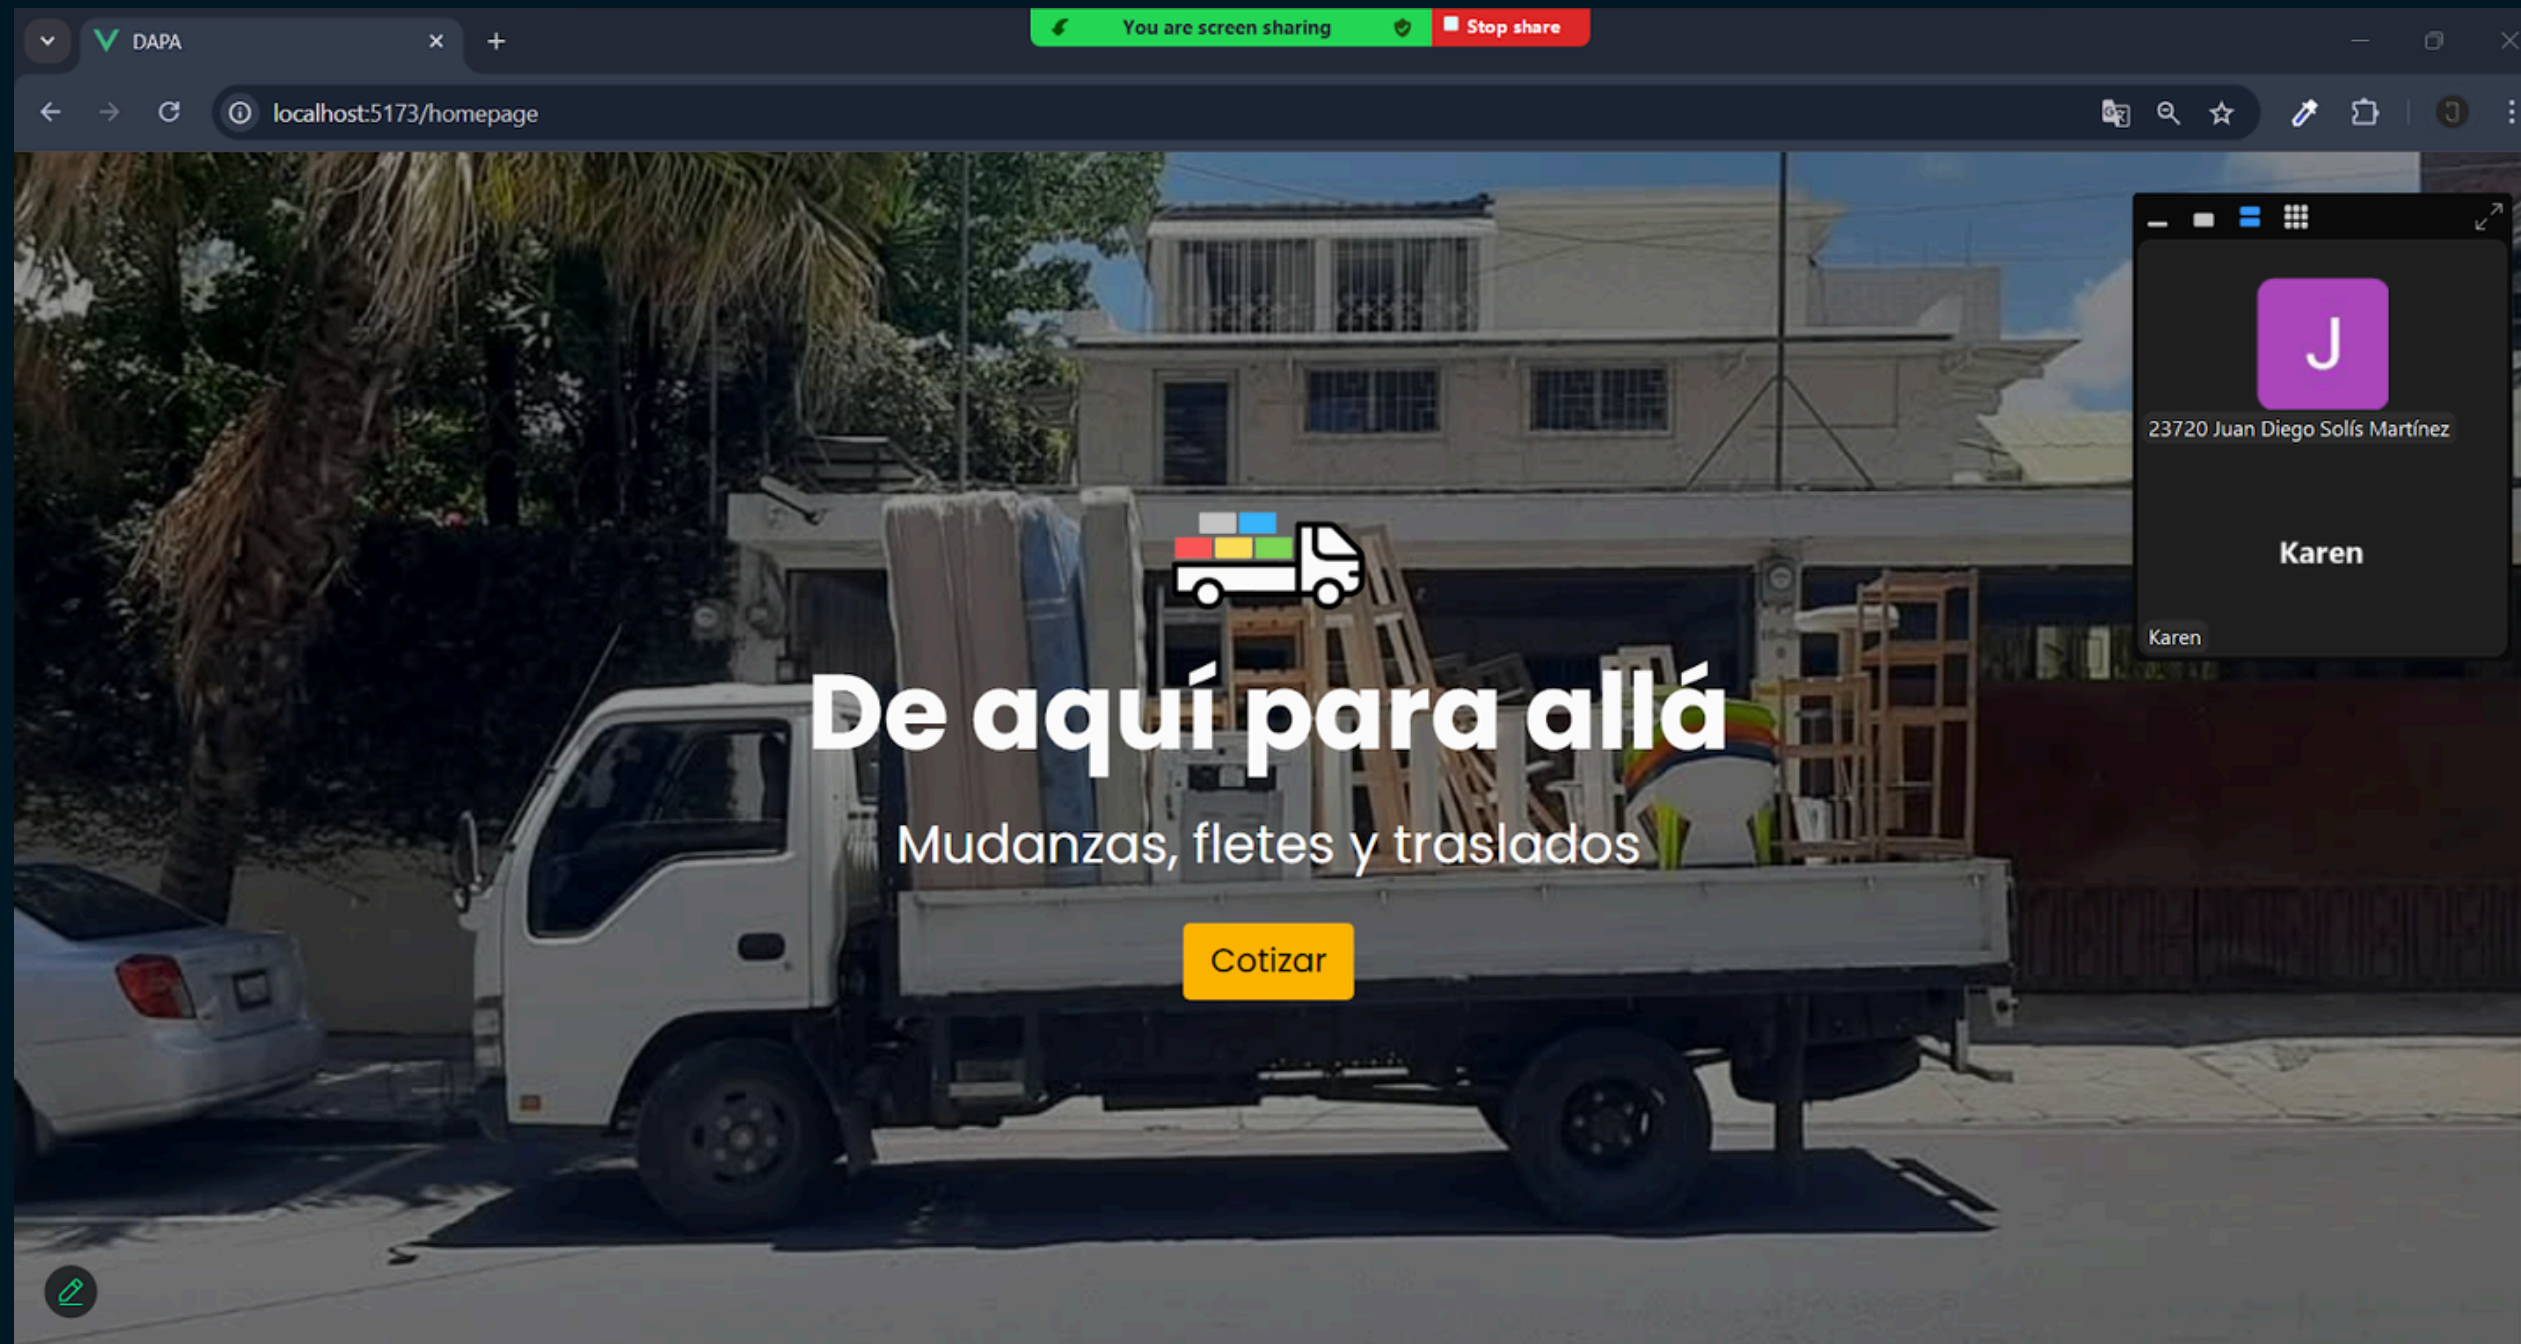 DAPA
You are screen sharing
Stop share
localhost:5173/homepage
J
J
23720 Juan Diego Solís Martínez
Karen
Karen
De aquí para allá
Mudanzas, fletes y traslados
Cotizar